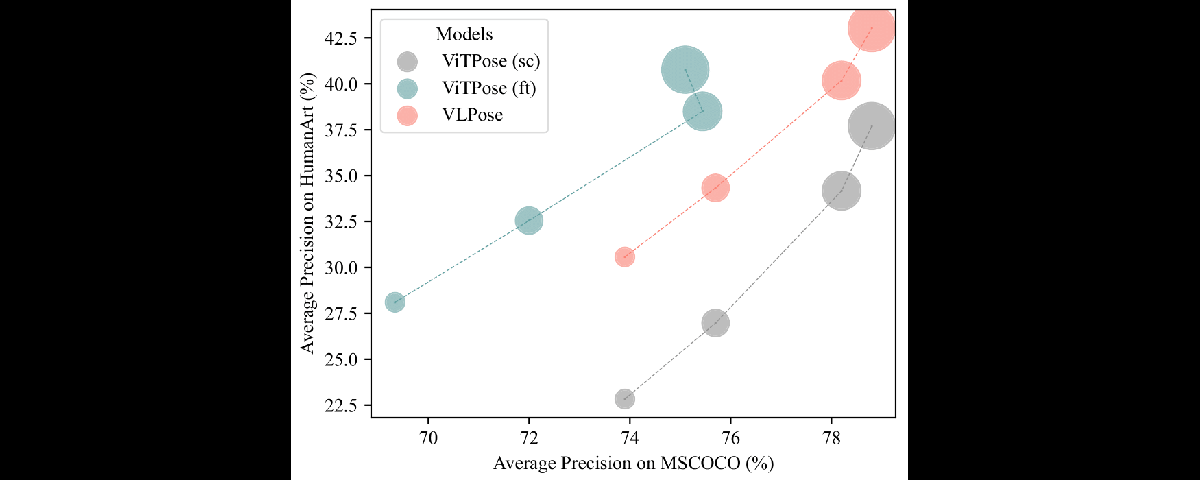 Models
ViTPose (sc)
ViTPose (ft)
VLPose
Average Precision on HumanArt (%)
42.5
40.0
37.5
35.0
32.5
30.0
27.5
25.0
22.5
70 72 74 76 78
Average Precision on MSCOCO (%)